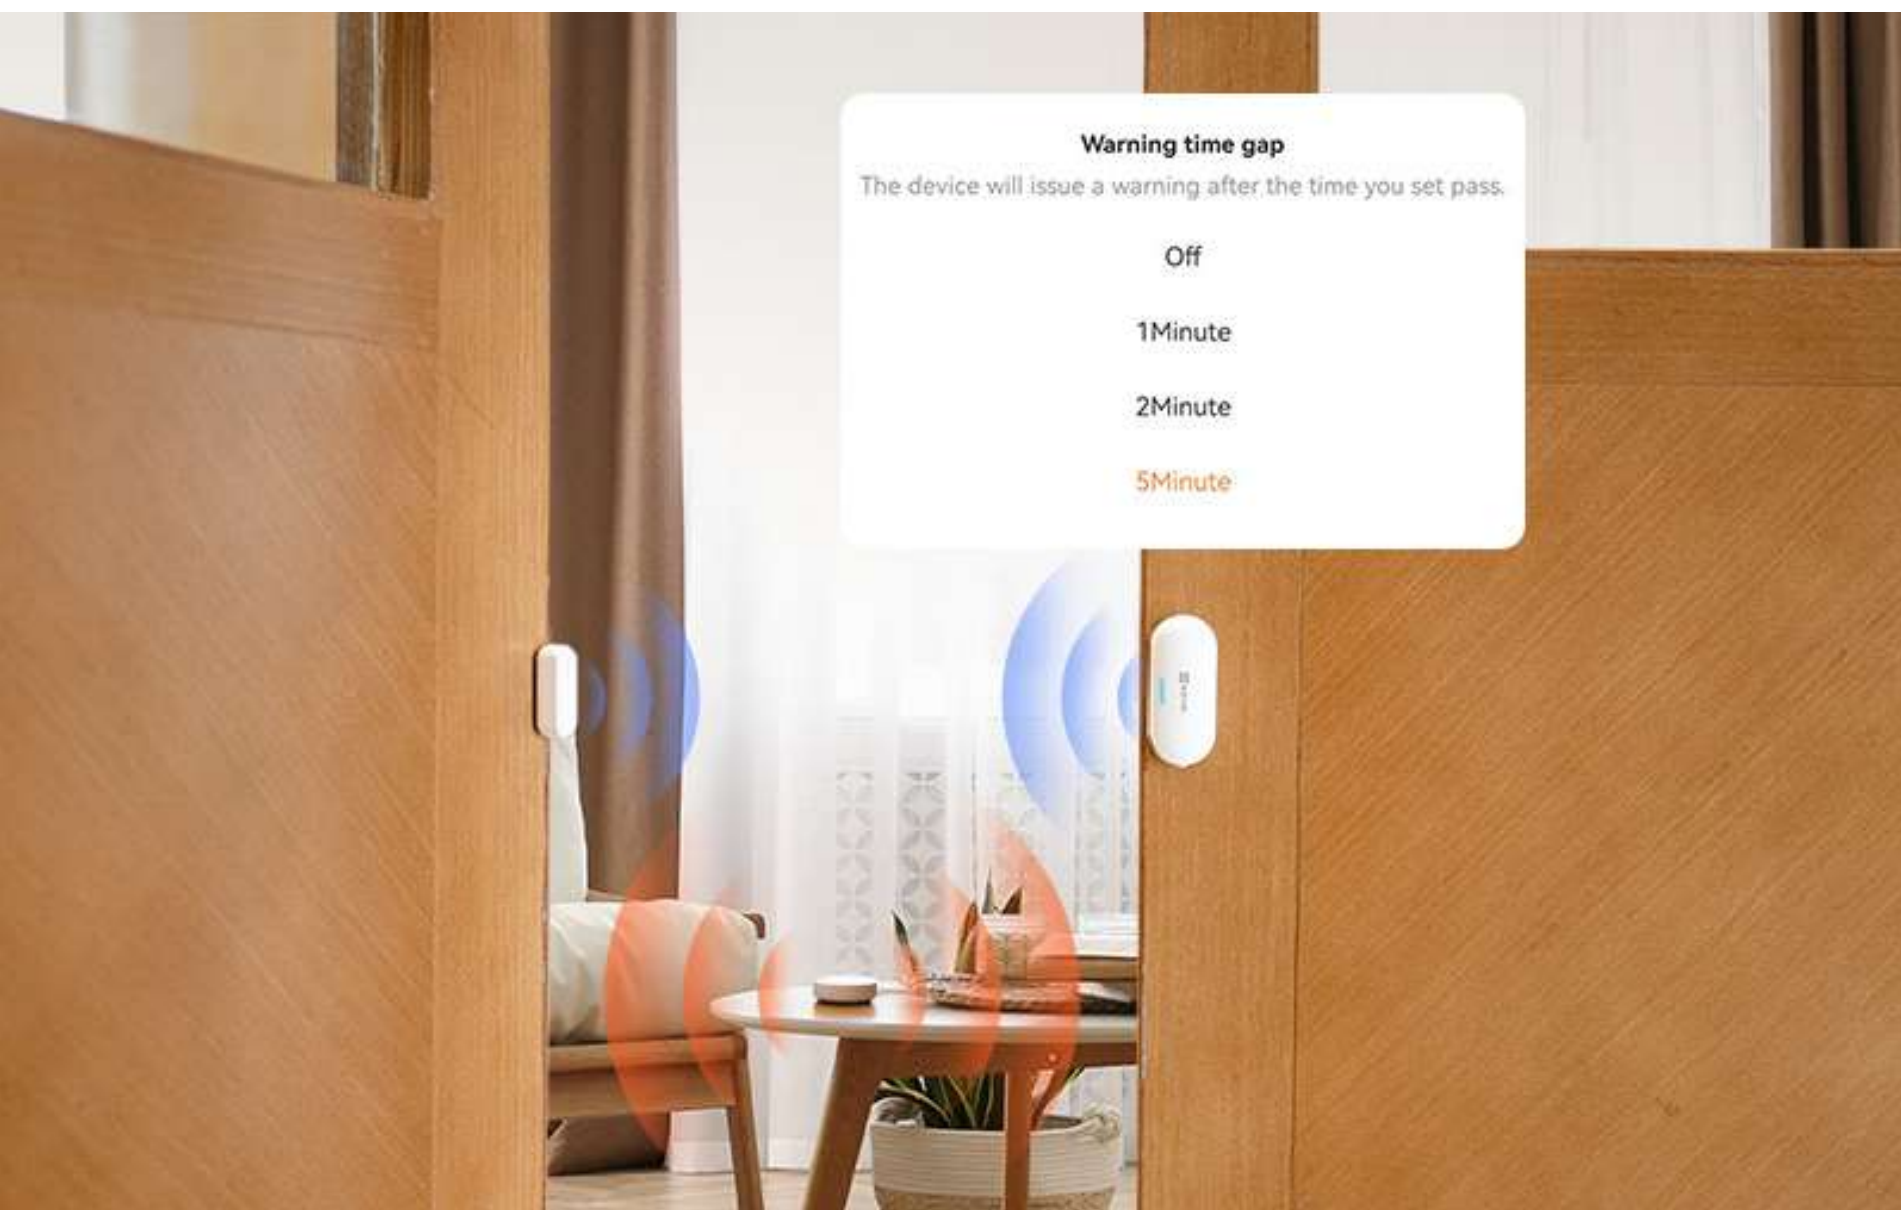 Warning time gap
The device will issue a warning after the time you set pass.
Off
1Minute
2Minute
5Minute